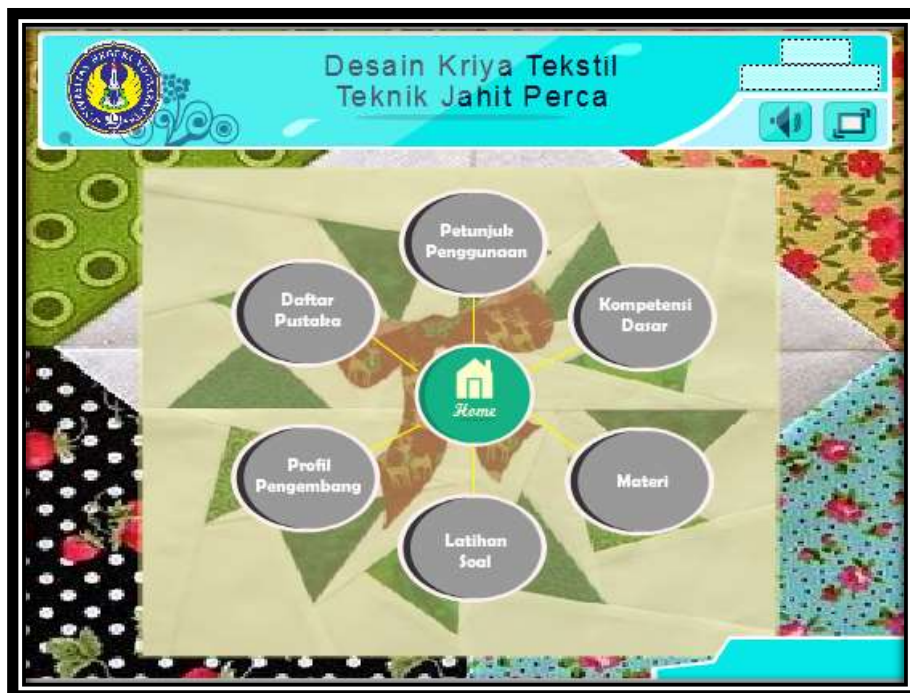 Desain Kriya Tekstil
Teknik Jahit Perca
Petunjuk
Penggunaan
Daftar
Pustaka
Kompetensi
Dasar
Home
Profil
Pengembang
Materi
Latihan
Soal